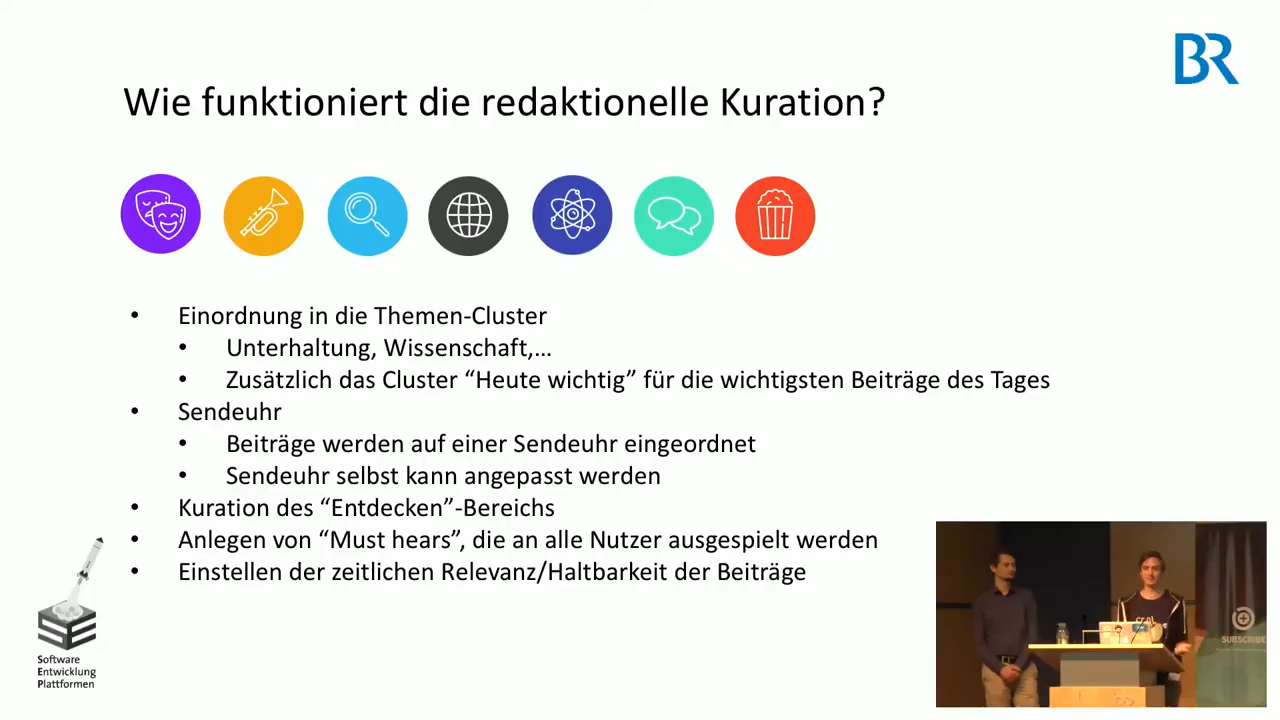 BR
Wie funktioniert die redaktionelle Kuration?
• Einordnung in die Themen-Cluster
• Unterhaltung, Wissenschaft,...
• Zusätzlich das Cluster “Heute wichtig” für die wichtigsten Beiträge des Tages
• Sendeuhr
• Beiträge werden auf einer Sendeuhr eingeordnet
• Sendeuhr selbst kann angepasst werden
• Kuration des “Entdecken”-Bereichs
• Anlegen von “Must hears”, die an alle Nutzer ausgespielt werden
• Einstellen der zeitlichen Relevanz/Haltbarkeit der Beiträge
Software
Entwicklung
Plattformen
SUBSCRIBE